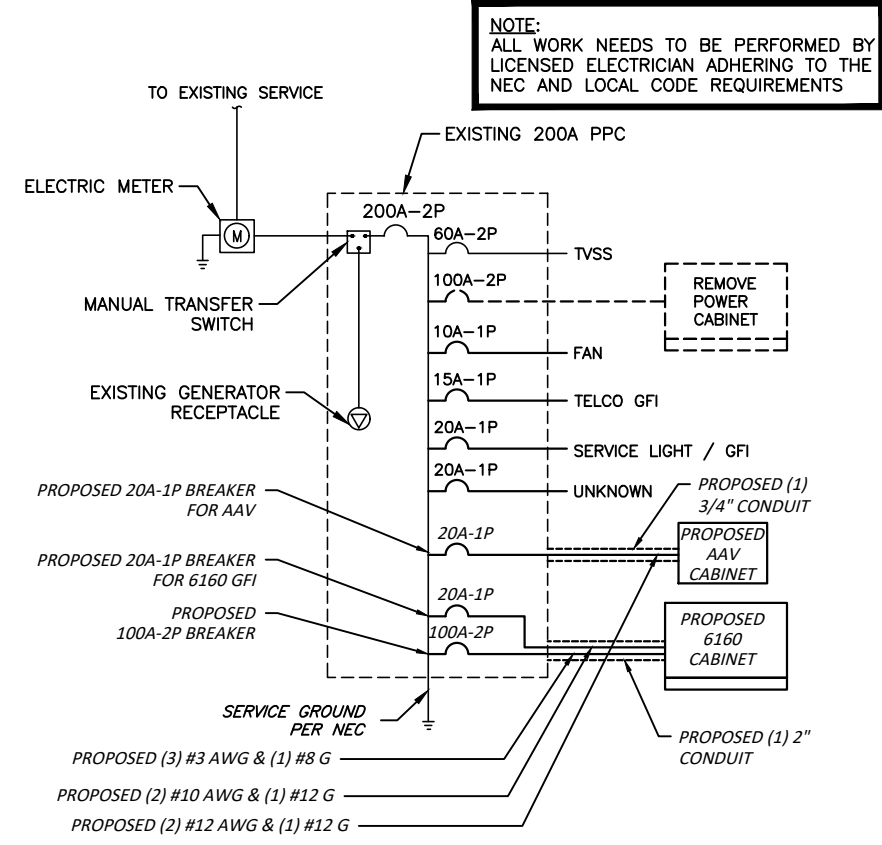 NOTE:
ALL WORK NEEDS TO BE PERFORMED BY
LICENSED ELECTRICIAN ADHERING TO THE
NEC AND LOCAL CODE REQUIREMENTS
TO EXISTING SERVICE
EXISTING 200A PPC
ELECTRIC METER
M
200A-2P
60A-2P
TVSS
MANUAL TRANSFER
SWITCH
100A-2P
REMOVE
POWER
CABINET
10A-1P
FAN
EXISTING GENERATOR
RECEPTACLE
15A-1P
TELCO GFI
20A-1P
SERVICE LIGHT / GFI
20A-1P
UNKNOWN
PROPOSED (1)
3/4" CONDUIT
PROPOSED 20A-1P BREAKER
FOR AAV
20A-1P
PROPOSED
AAV
CABINET
PROPOSED 20A-1P BREAKER
FOR 6160 GFI
20A-1P
PROPOSED
100A-2P BREAKER
100A-2P
PROPOSED
6160
CABINET
SERVICE GROUND
PER NEC
PROPOSED (1) 2"
CONDUIT
PROPOSED (3) #3 AWG & (1) #8 G
PROPOSED (2) #10 AWG & (1) #12 G
PROPOSED (2) #12 AWG & (1) #12 G